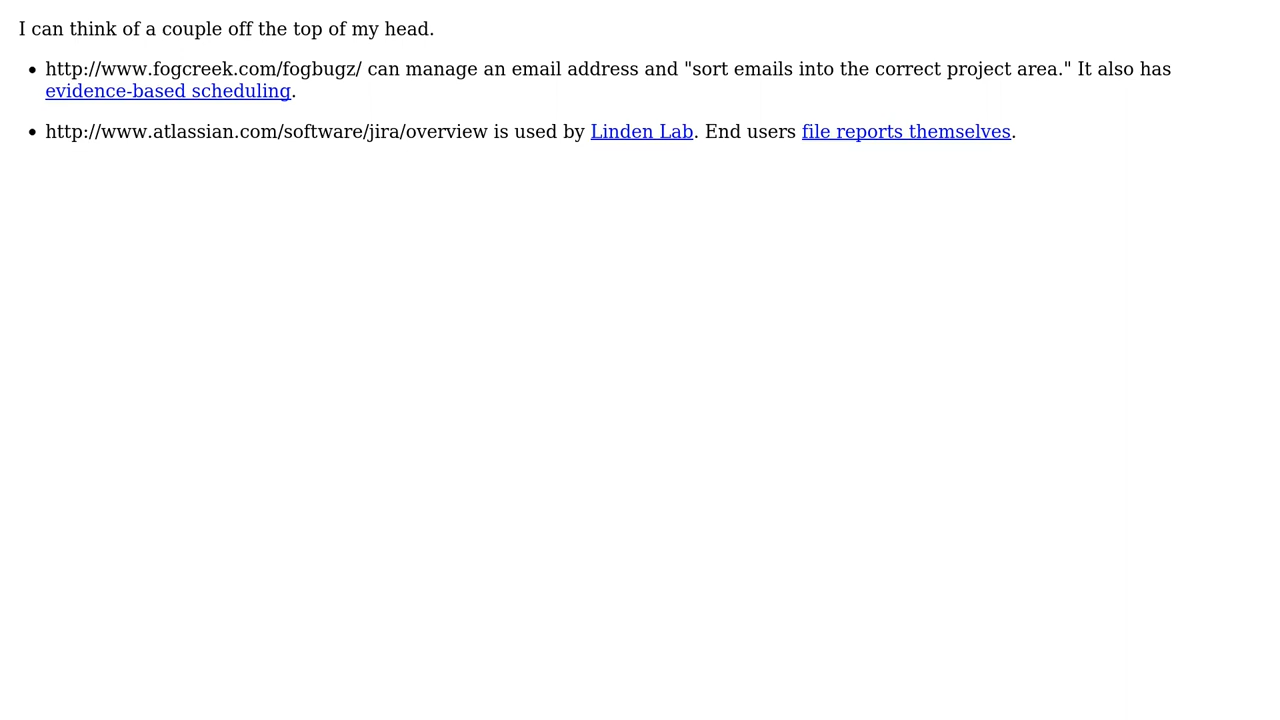 I can think of a couple off the top of my head.
• http://www.fogcreek.com/fogbugz/ can manage an email address and "sort emails into the correct project area." It also has
evidence-based scheduling.
• http://www.atlassian.com/software/jira/overview is used by Linden Lab. End users file reports themselves.